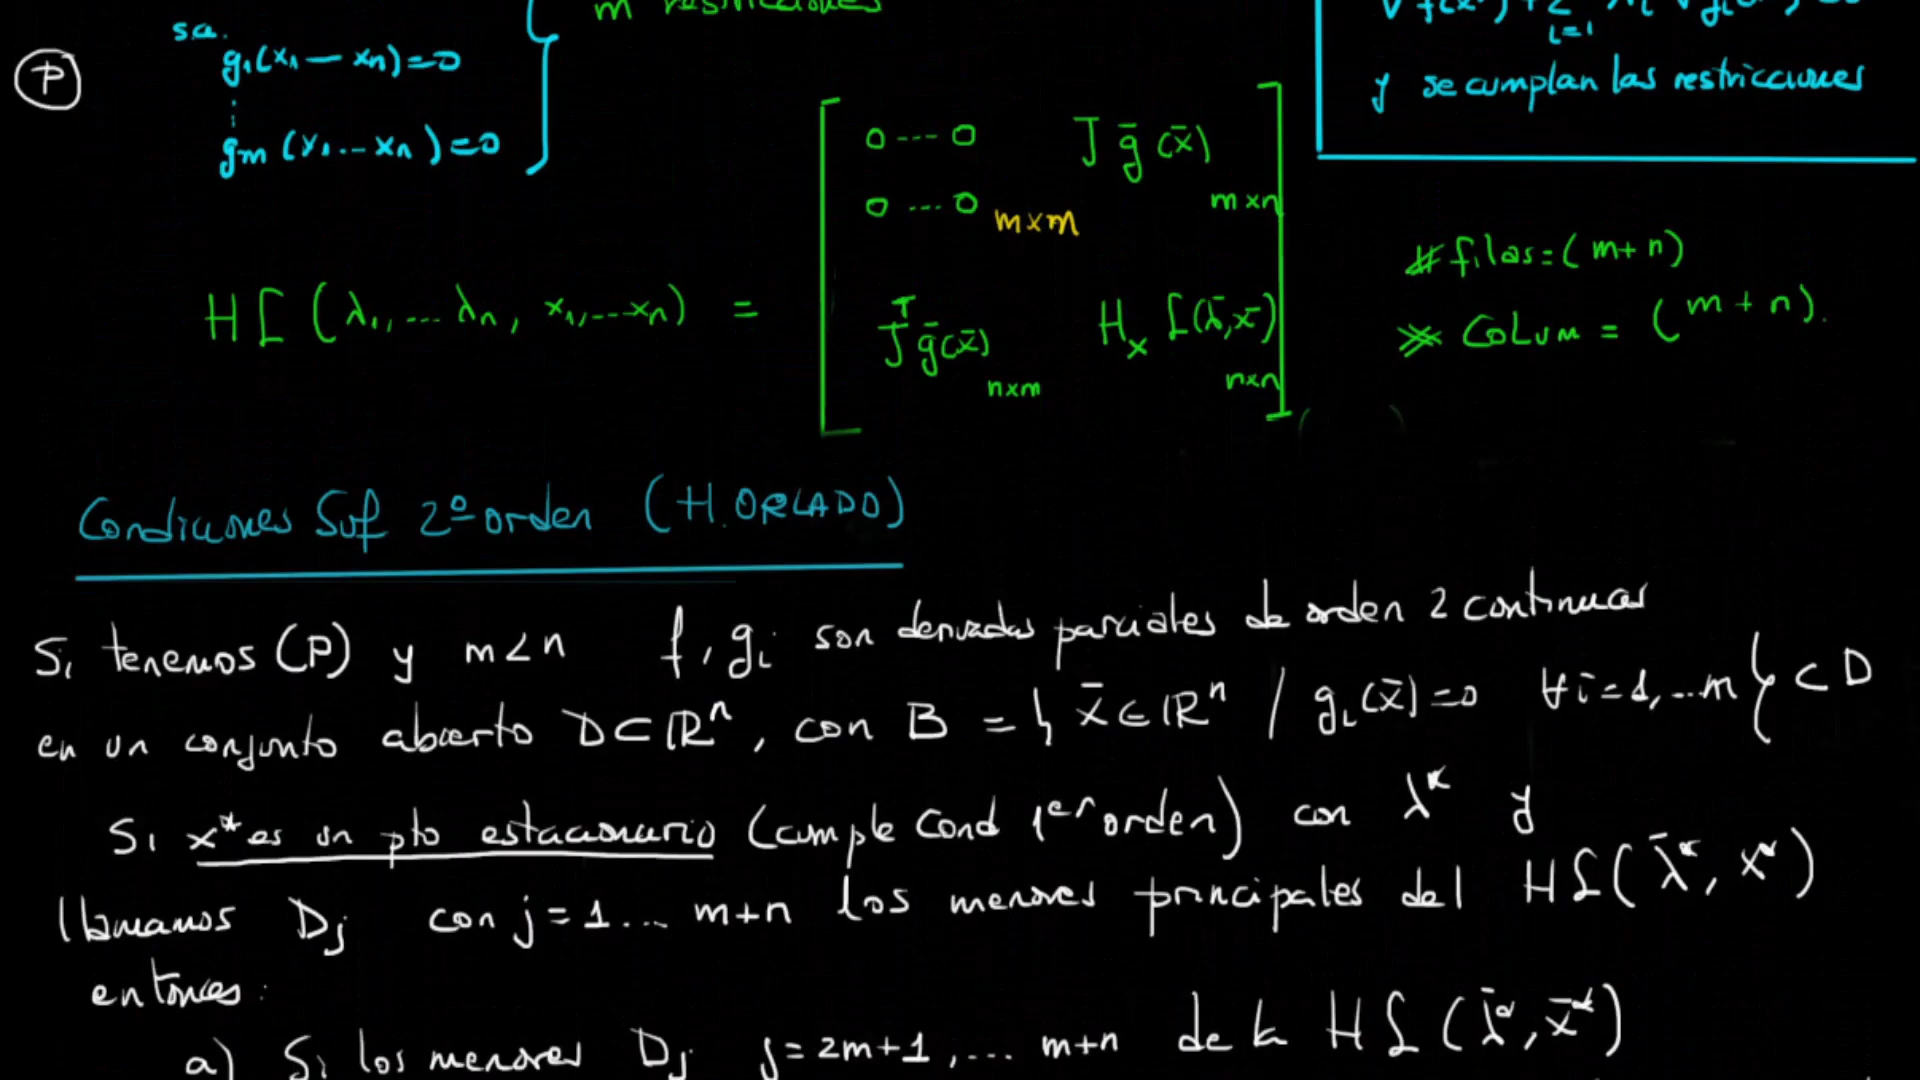 s.a.
m restricciones
P
g₁(x₁ — xn)=0
⋮
gm (x₁ .. xn)=0
y se cumplan las restricciones
0 --- 0 J ḡ (x̄) m×n
0 --- 0 m×m
# filas = (m+n)
HL (λ₁, ... λn, x₁, ... xn) =
Jᵀ ḡ(x̄) n×m Hx L(λ̄, x̄) n×n
# Colum = (m + n).
Condiciones Suf 2º orden (H. ORLADO)
Si tenemos (P) y m<n f, gi son derivadas parciales de orden 2 continuas
en un conjunto abierto D⊂ℝⁿ, con B = { x̄ ∈ ℝⁿ / gi(x̄)=0 ∀i=1,...m } ⊂ D
Si x* es un pto estacionario (cumple Cond 1er orden) con λ* y
llamamos Dj con j=1... m+n los menores principales del HL(λ̄*, x*)
entonces:
a) Si los menores Dj j=2m+1,... m+n de la HL(λ̄*, x̄*)